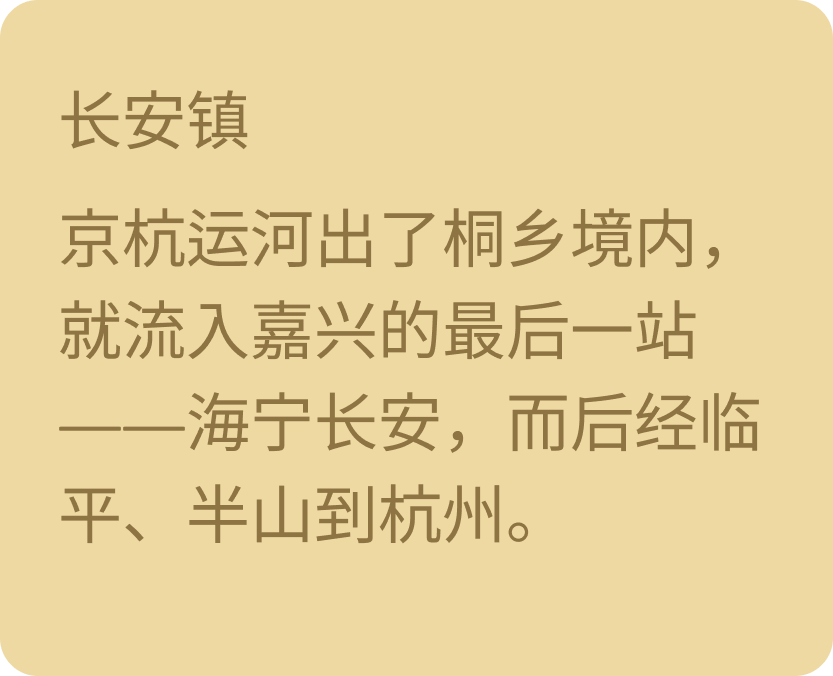 长安镇
京杭运河出了桐乡境内，
就流入嘉兴的最后一站
——海宁长安，而后经临
平、半山到杭州。